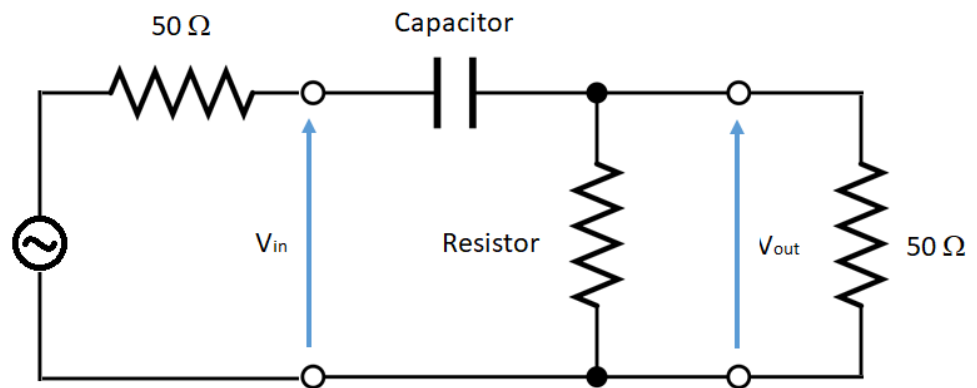 50 Ω
Capacitor
Vin
Resistor
Vout
50 Ω